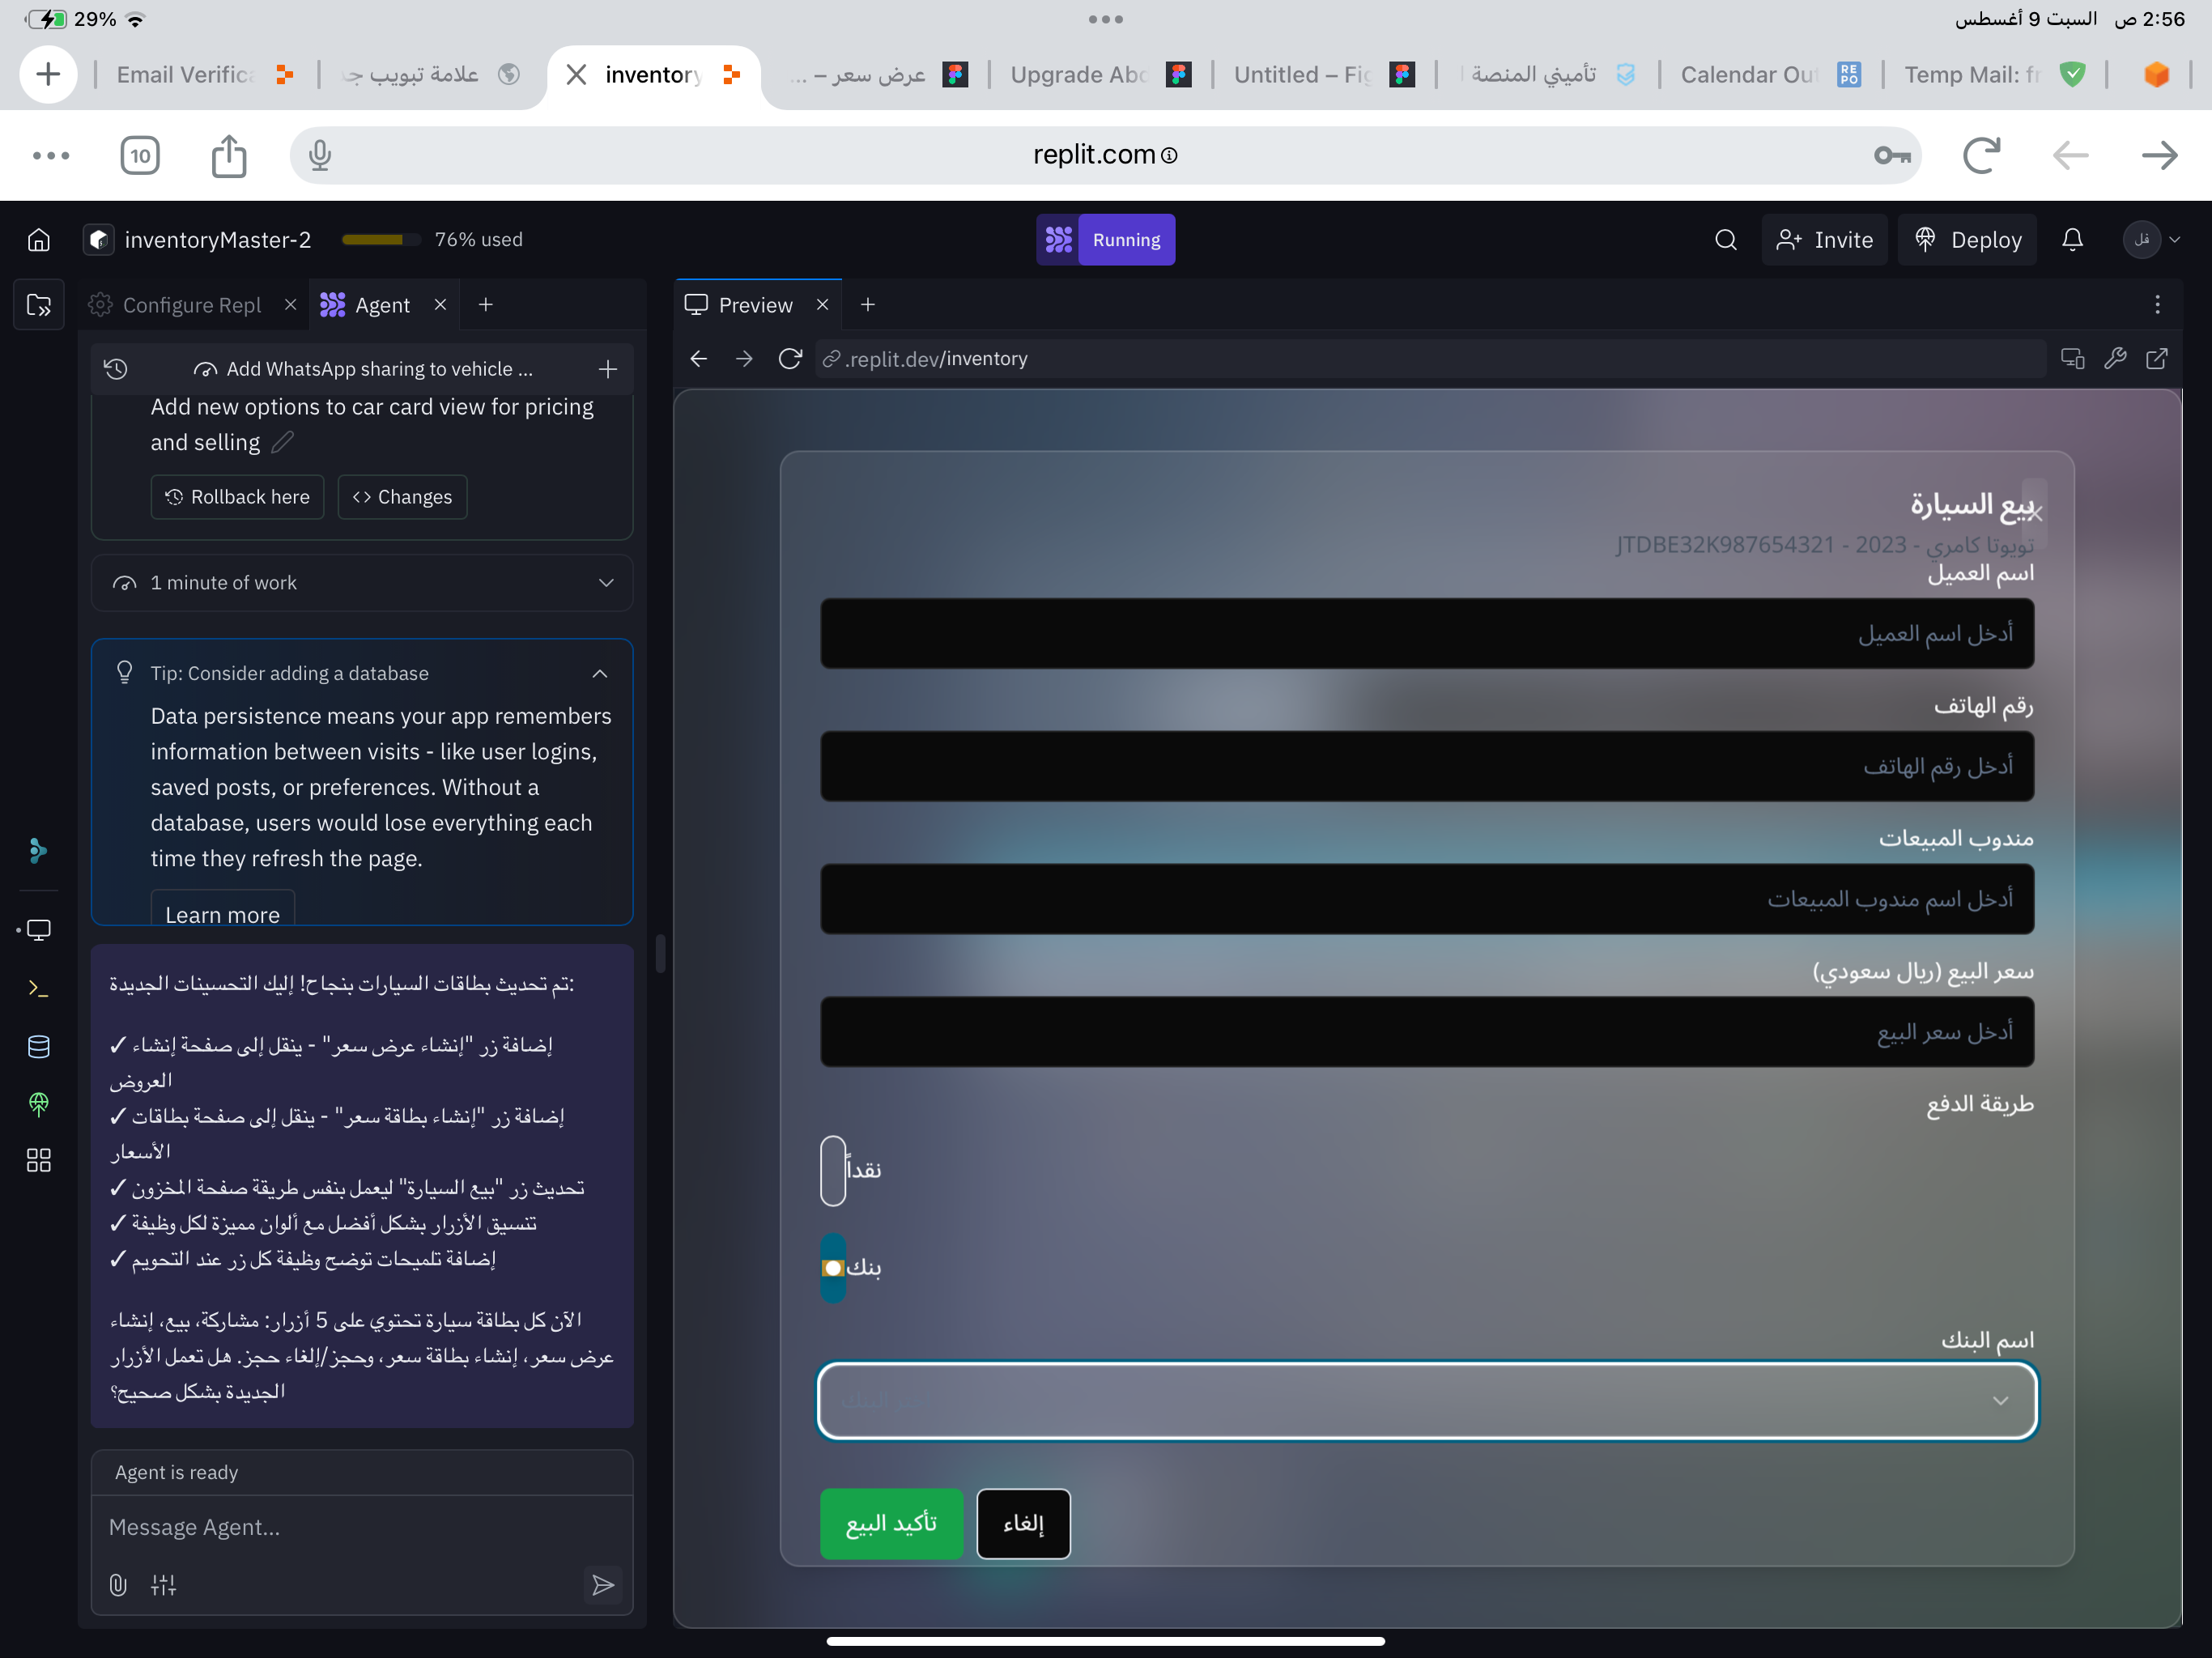 29%
السبت 9 أغسطس
2:56 ص
Email Verifica
علامة تبويب جد
inventory
عرض سعر – ...
Upgrade Abd
Untitled – Fig
تأميني المنصة
Calendar Out
REPO
Temp Mail: fr
10
replit.com
inventoryMaster-2
76% used
Running
Invite
Deploy
فل
Configure Repl
Agent
Preview
Add WhatsApp sharing to vehicle ...
.replit.dev/inventory
Add new options to car card view for pricing
and selling
Rollback here
Changes
1 minute of work
Tip: Consider adding a database
Data persistence means your app remembers
information between visits - like user logins,
saved posts, or preferences. Without a
database, users would lose everything each
time they refresh the page.
Learn more
تم تحديث بطاقات السيارات بنجاح! إليك التحسينات الجديدة:
✓ إضافة زر "إنشاء عرض سعر" - ينقل إلى صفحة إنشاء
العروض
✓ إضافة زر "إنشاء بطاقة سعر" - ينقل إلى صفحة بطاقات
الأسعار
✓ تحديث زر "بيع السيارة" ليعمل بنفس طريقة صفحة المخزون
✓ تنسيق الأزرار بشكل أفضل مع ألوان مميزة لكل وظيفة
✓ إضافة تلميحات توضح وظيفة كل زر عند التحويم
الآن كل بطاقة سيارة تحتوي على 5 أزرار: مشاركة، بيع، إنشاء
عرض سعر، إنشاء بطاقة سعر، وحجز/إلغاء حجز. هل تعمل الأزرار
الجديدة بشكل صحيح؟
Agent is ready
Message Agent...
بيع السيارة
تويوتا كامري - 2023 - JTDBE32K987654321
اسم العميل
أدخل اسم العميل
رقم الهاتف
أدخل رقم الهاتف
مندوب المبيعات
أدخل اسم مندوب المبيعات
سعر البيع (ريال سعودي)
أدخل سعر البيع
طريقة الدفع
نقداً
بنك
اسم البنك
إلغاء
تأكيد البيع